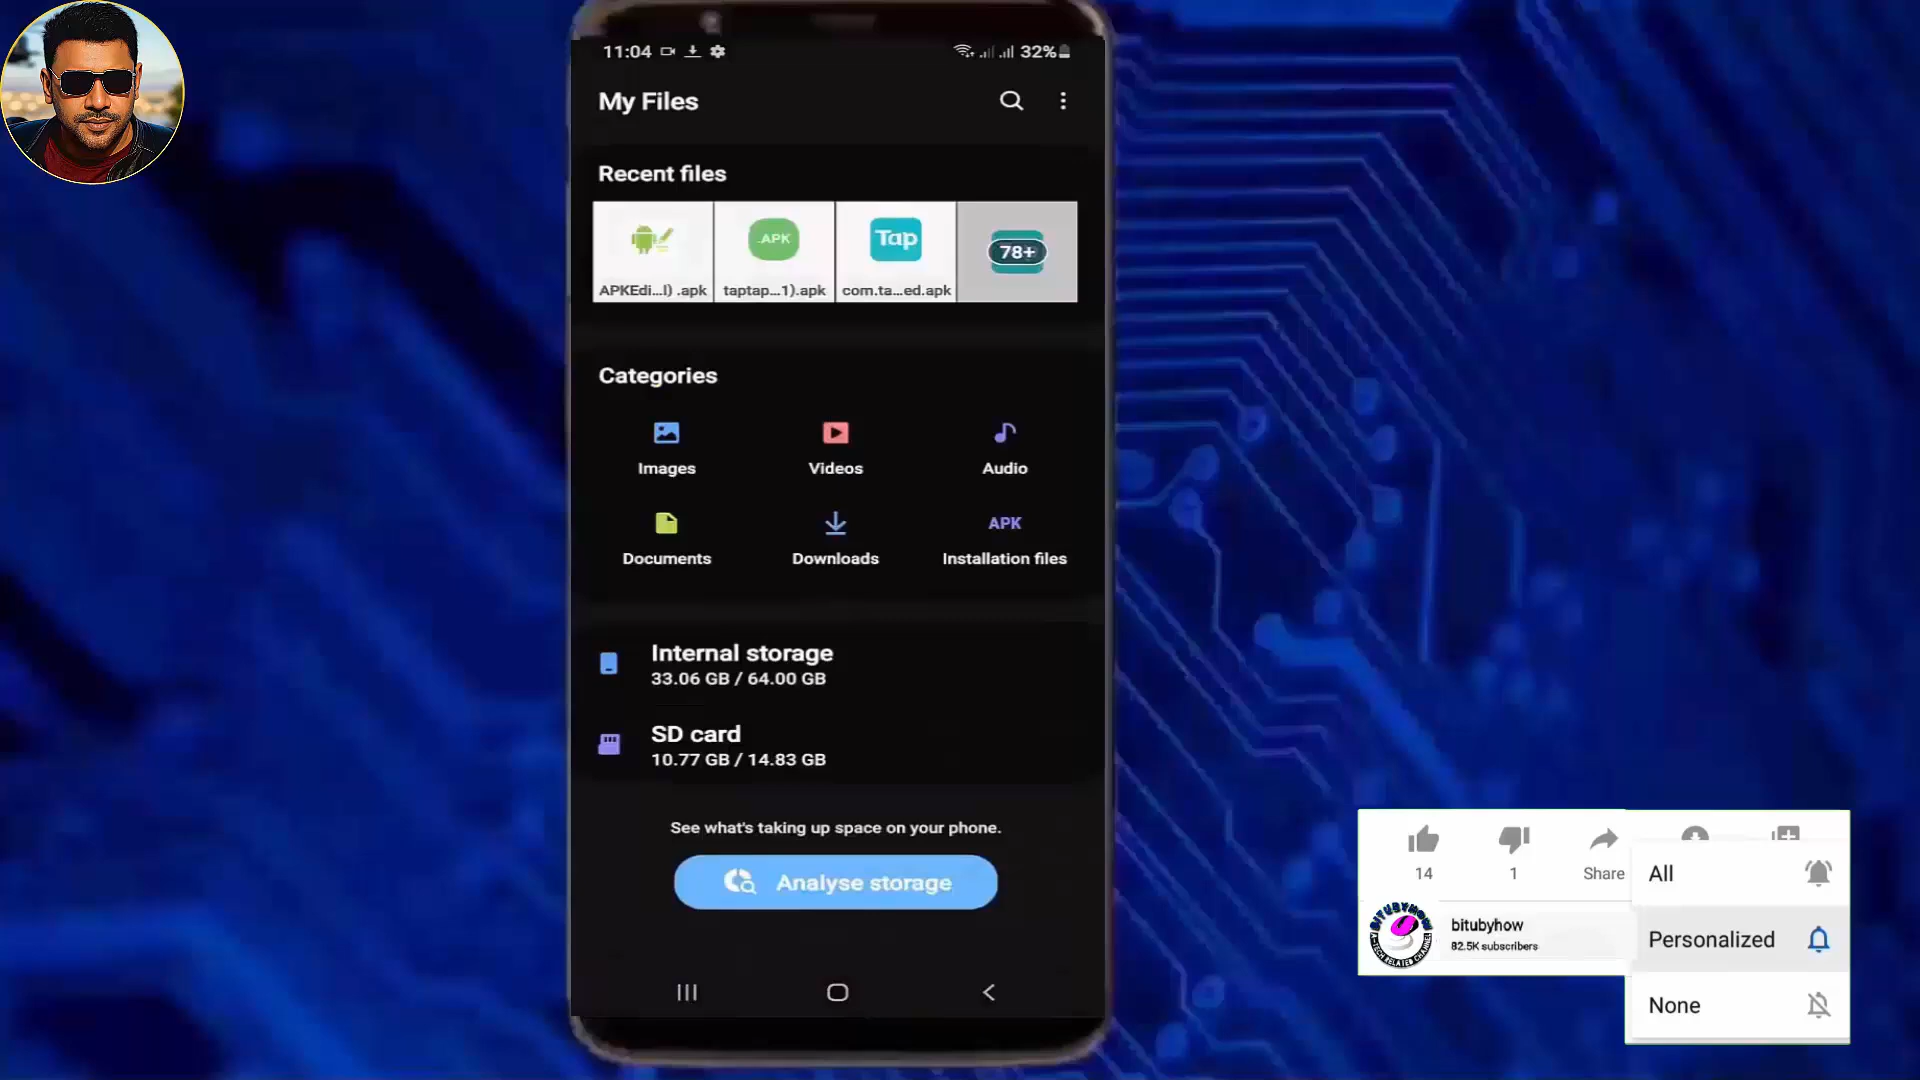 11:04
32%
My Files
Recent files
.APK
Tap
78+
APKEdi...l) .apk
taptap...1).apk
com.ta...ed.apk
Categories
Images
Videos
Audio
APK
Documents
Downloads
Installation files
Internal storage
33.06 GB / 64.00 GB
SD card
10.77 GB / 14.83 GB
See what's taking up space on your phone.
Analyse storage
14
1
Share
All
BITUBYHOW
bitubyhow
82.5K subscribers
Personalized
None